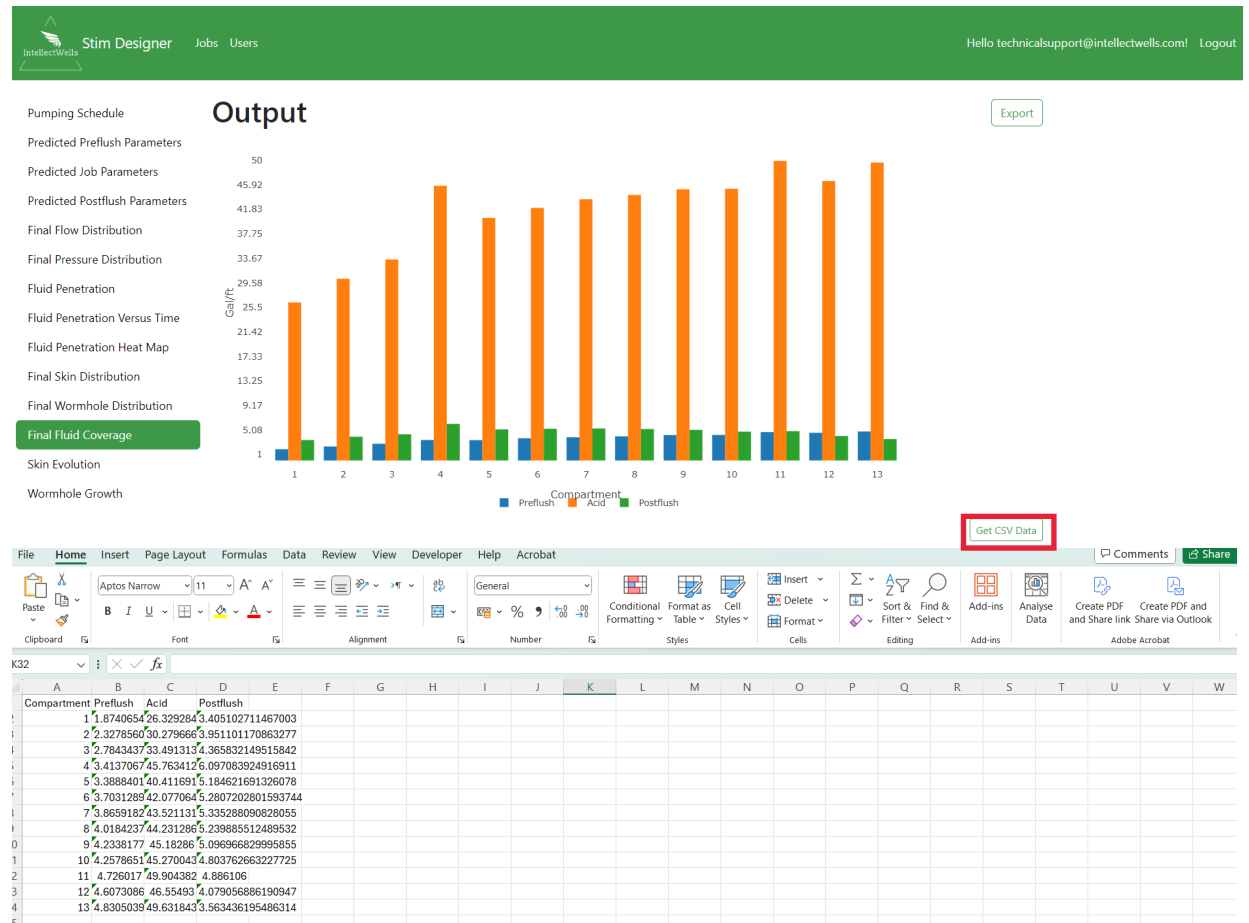 IntellectWells Stim Designer Jobs Users Hello technicalsupport@intellectwells.com! Logout
Output
Export
Pumping Schedule
Predicted Preflush Parameters
Predicted Job Parameters
Predicted Postflush Parameters
Final Flow Distribution
Final Pressure Distribution
Fluid Penetration
Fluid Penetration Versus Time
Fluid Penetration Heat Map
Final Skin Distribution
Final Wormhole Distribution
Final Fluid Coverage
Skin Evolution
Wormhole Growth
50
45.92
41.83
37.75
33.67
29.58
25.5
21.42
17.33
13.25
9.17
5.08
1
Gal/ft
1 2 3 4 5 6 7 8 9 10 11 12 13
Compartment
Preflush Acid Postflush
Get CSV Data
File Home Insert Page Layout Formulas Data Review View Developer Help Acrobat Comments Share
Paste
Clipboard
Aptos Narrow 11 A A
B I U A
Font
ab
Alignment
General
% , .00 .0
Number
Conditional Formatting
Format as Table
Cell Styles
Styles
Insert
Delete
Format
Cells
Sort & Filter
Find & Select
Editing
Add-ins
Add-ins
Analyse Data
Create PDF and Share link
Create PDF and Share via Outlook
Adobe Acrobat
K32 fx
A B C D E F G H I J K L M N O P Q R S T U V W
Compartment Preflush Acid Postflush
1 1.8740654 26.329284 3.405102711467003
2 2.3278560 30.279666 3.951101170863277
3 2.7843437 33.491313 4.365832149515842
4 3.4137067 45.763412 6.097083924916911
5 3.3888401 40.411691 5.184621691326078
6 3.7031289 42.077064 5.2807202801593744
7 3.8659182 43.521131 5.335288090828055
8 4.0184237 44.231286 5.239885512489532
9 4.2338177 45.18286 5.096966829995855
10 4.2578651 45.270043 4.803762663227725
11 4.726017 49.904382 4.886106
12 4.6073086 46.55493 4.079056886190947
13 4.8305039 49.631843 3.563436195486314